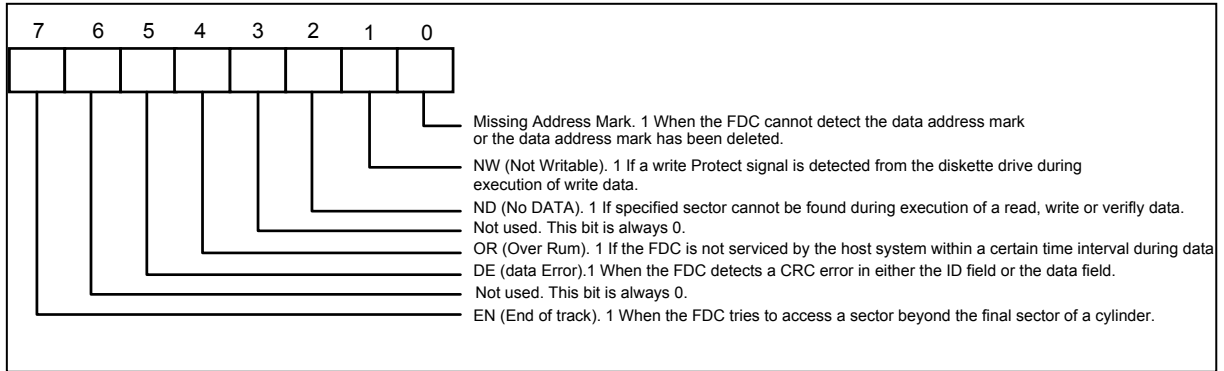 7 6 5 4 3 2 1 0
Missing Address Mark. 1 When the FDC cannot detect the data address mark
or the data address mark has been deleted.
NW (Not Writable). 1 If a write Protect signal is detected from the diskette drive during
execution of write data.
ND (No DATA). 1 If specified sector cannot be found during execution of a read, write or verifly data.
Not used. This bit is always 0.
OR (Over Rum). 1 If the FDC is not serviced by the host system within a certain time interval during data
DE (data Error).1 When the FDC detects a CRC error in either the ID field or the data field.
Not used. This bit is always 0.
EN (End of track). 1 When the FDC tries to access a sector beyond the final sector of a cylinder.